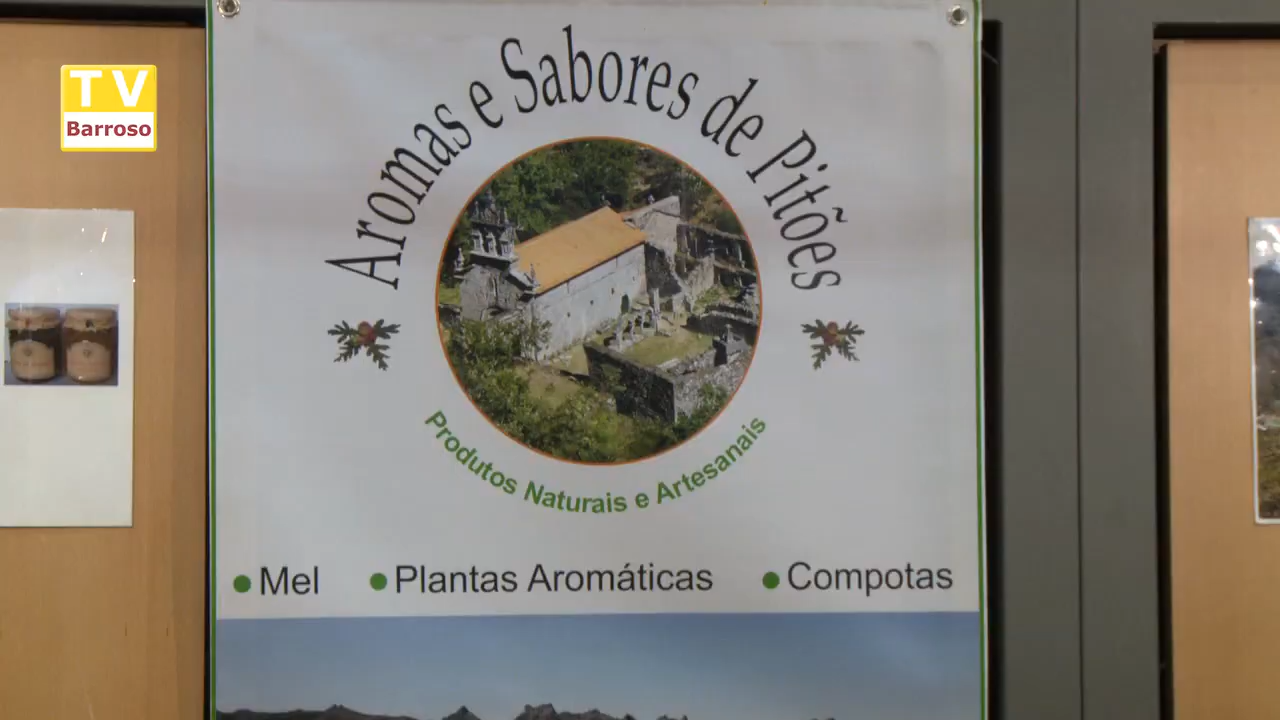 TV
Barroso
Aromas e Sabores de Pitões
Produtos Naturais e Artesanais
Mel
Plantas Aromáticas
Compotas